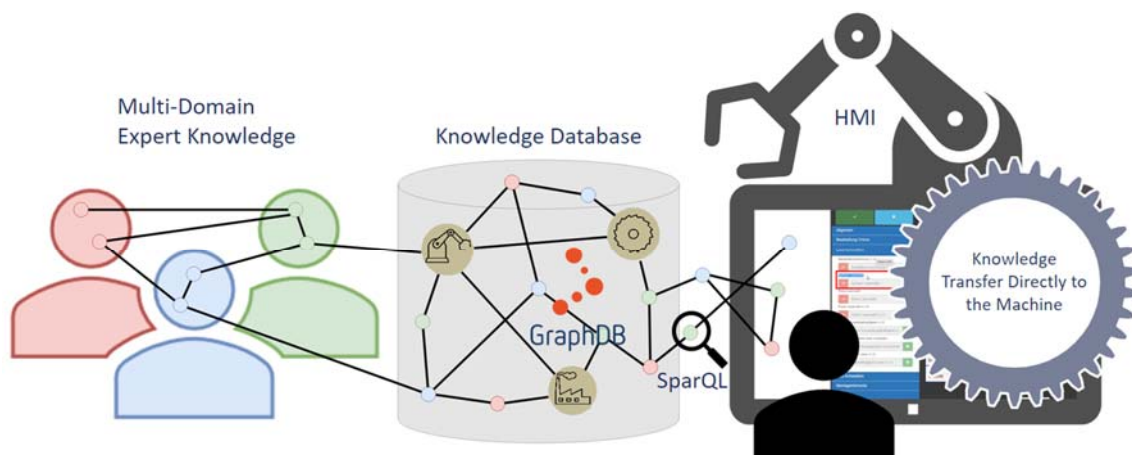 Multi-Domain
Expert Knowledge
Knowledge Database
HMI
GraphDB
SparQL
Knowledge
Transfer Directly to
the Machine